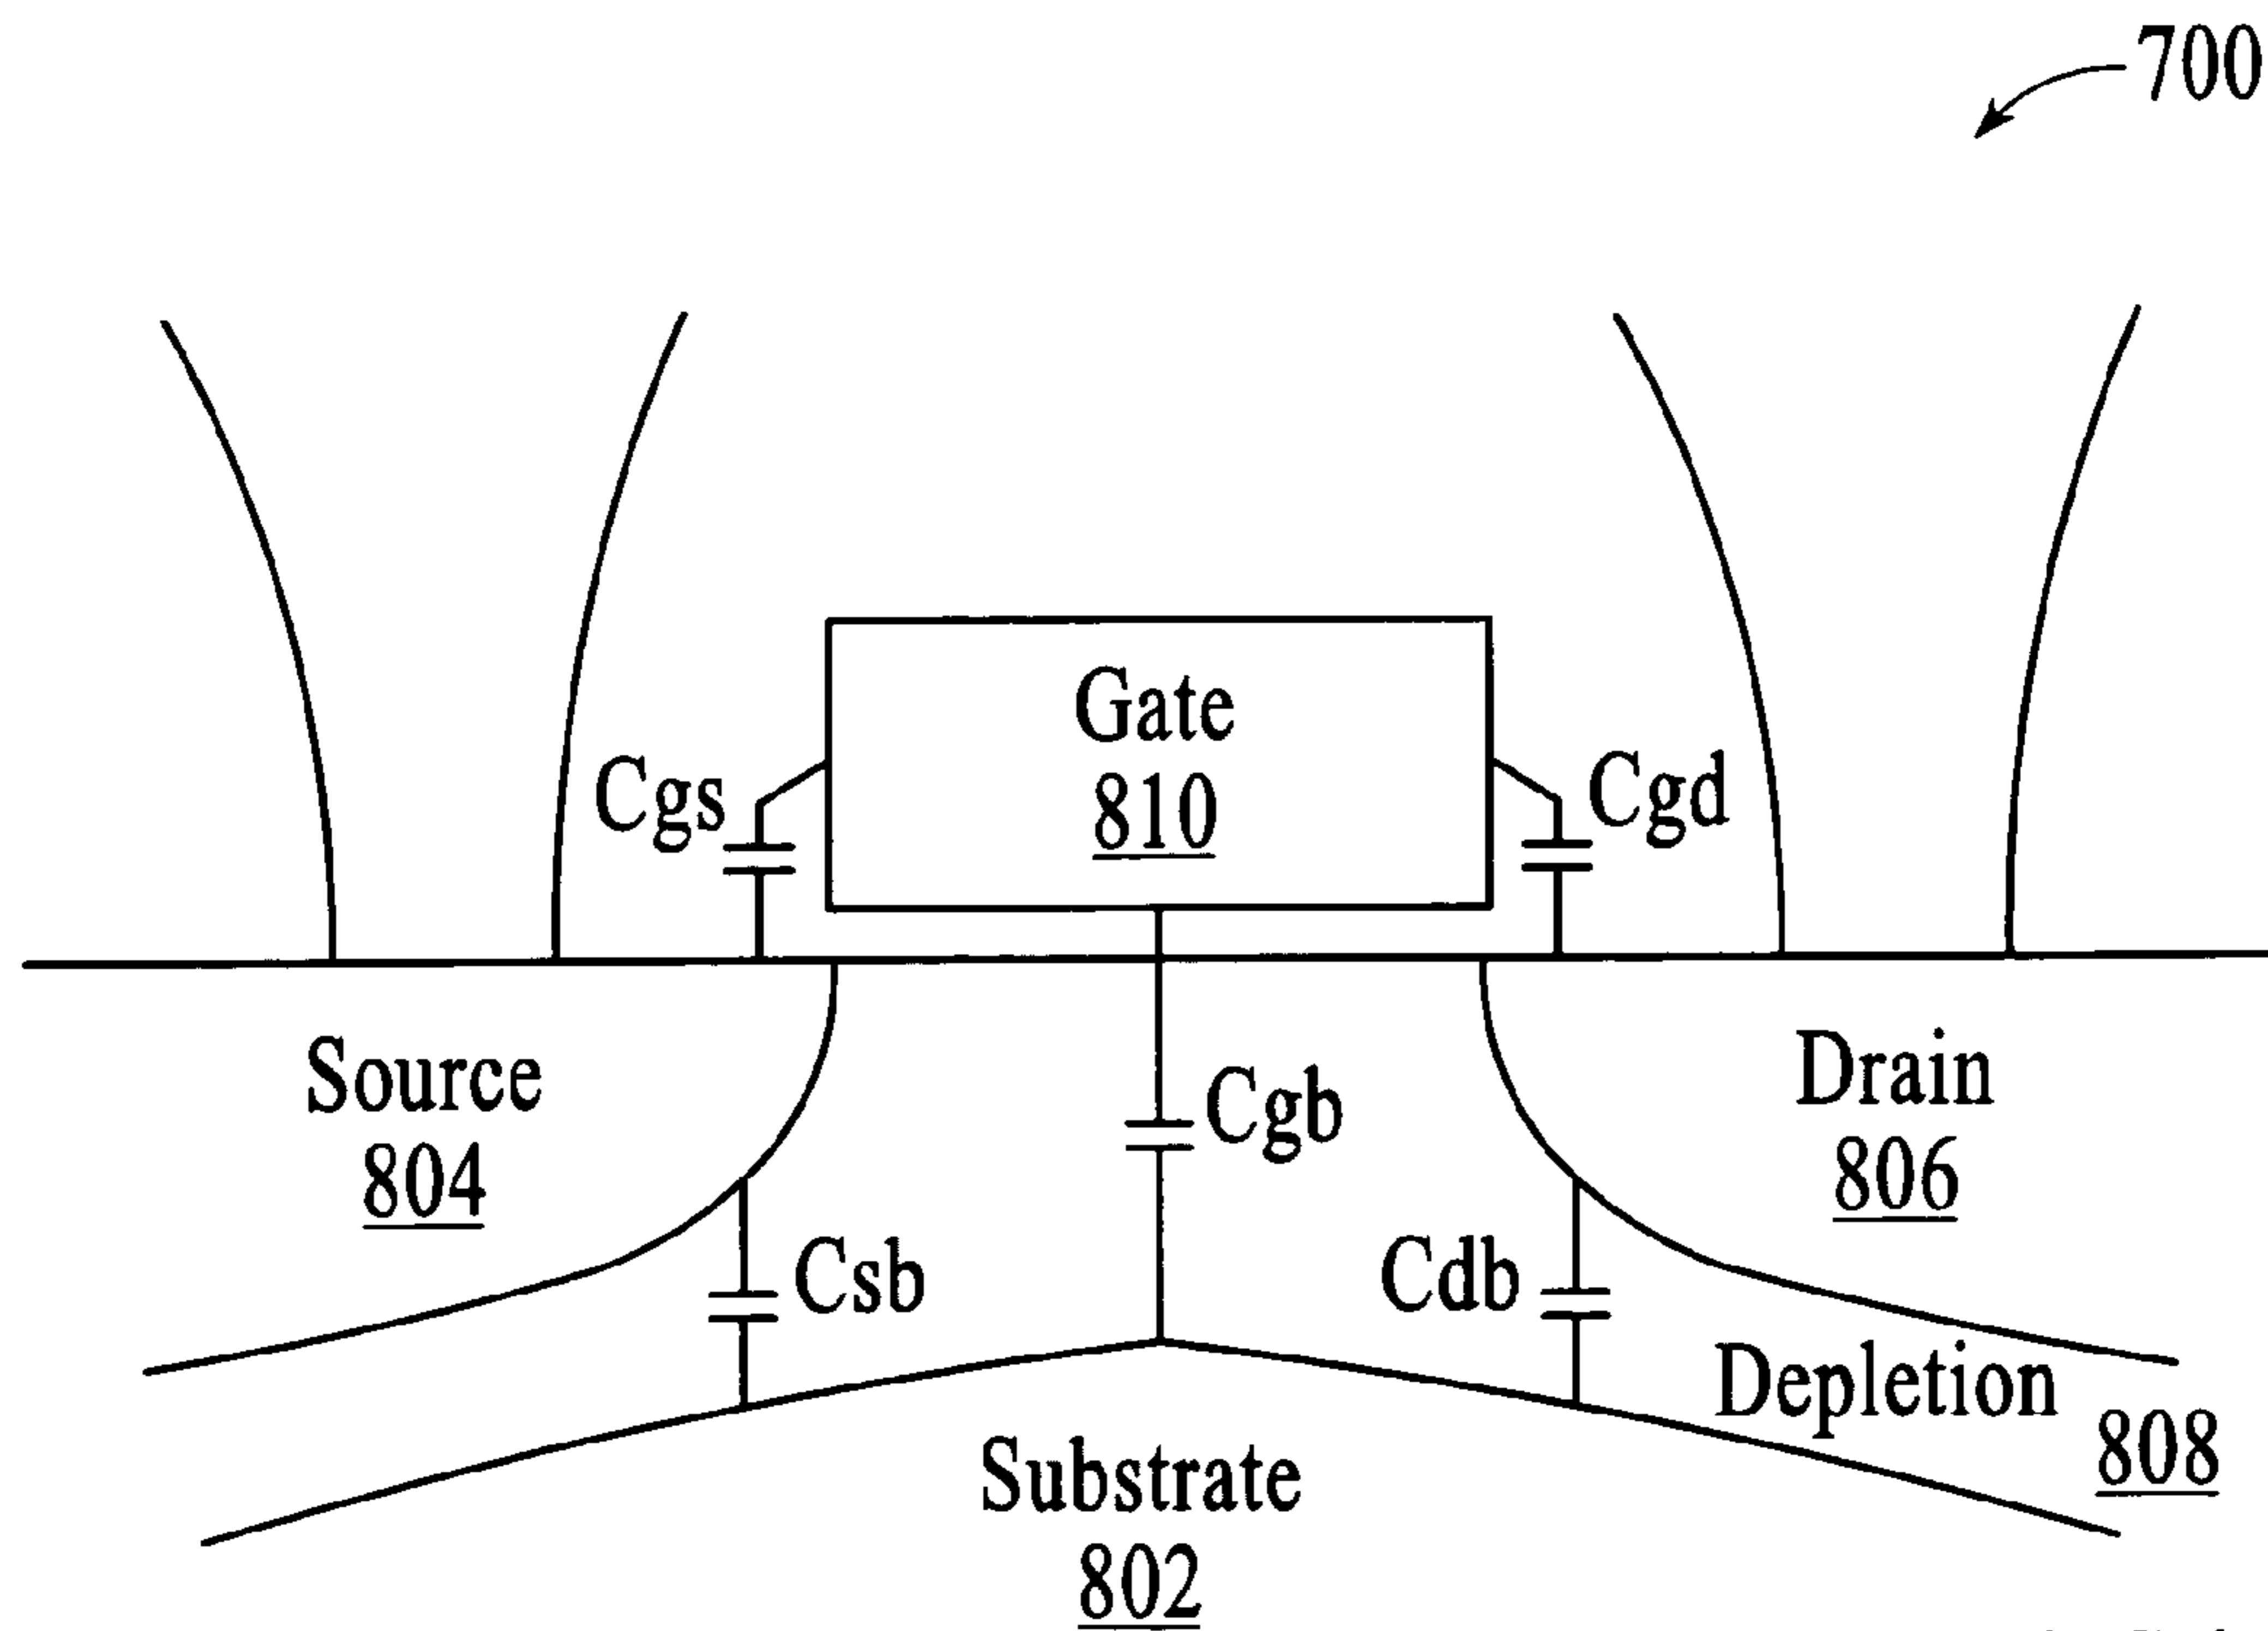 700
Gate
810
Cgs
Cgd
Source
804
Cgb
Drain
806
Csb
Cdb
Depletion
808
Substrate
802